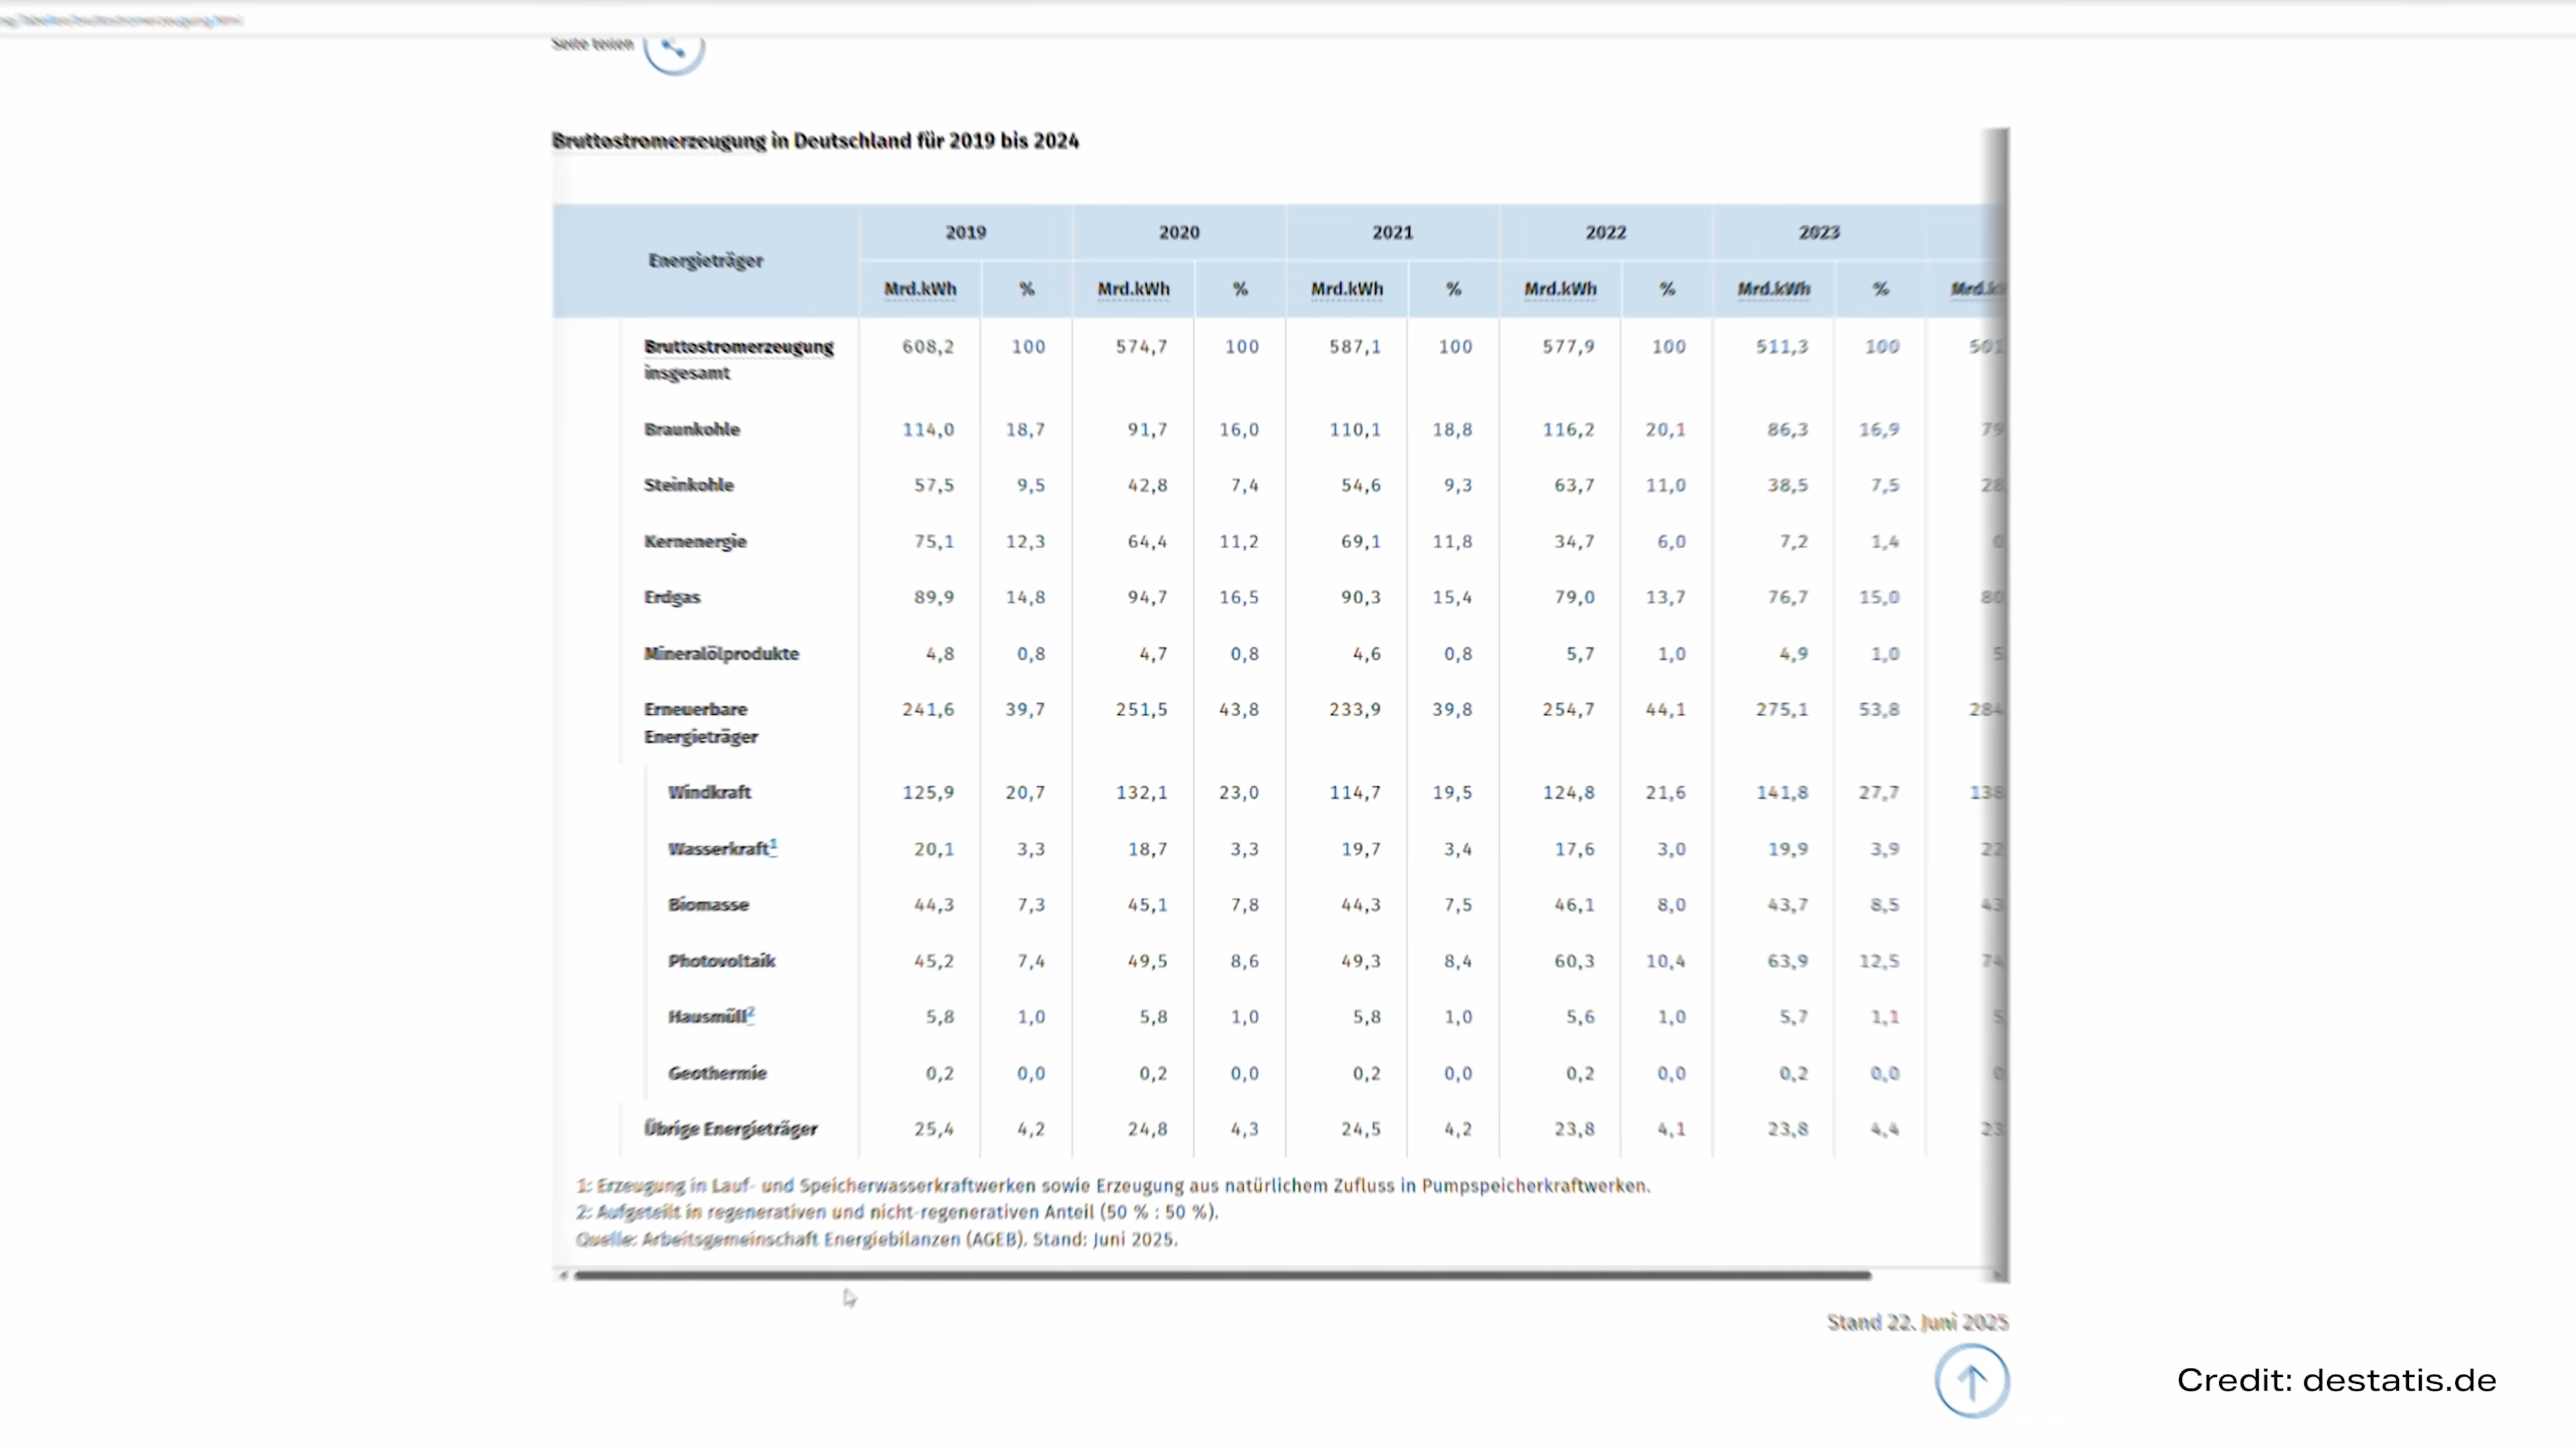 Seite teilen
Bruttostromerzeugung in Deutschland für 2019 bis 2024
Energieträger 2019 2020 2021 2022 2023
Mrd.kWh % Mrd.kWh % Mrd.kWh % Mrd.kWh % Mrd.kWh %
Bruttostromerzeugung insgesamt 608,2 100 574,7 100 587,1 100 577,9 100 511,3 100 501
Braunkohle 114,0 18,7 91,7 16,0 110,1 18,8 116,2 20,1 86,3 16,9 79
Steinkohle 57,5 9,5 42,8 7,4 54,6 9,3 63,7 11,0 38,5 7,5 28
Kernenergie 75,1 12,3 64,4 11,2 69,1 11,8 34,7 6,0 7,2 1,4 0
Erdgas 89,9 14,8 94,7 16,5 90,3 15,4 79,0 13,7 76,7 15,0 80
Mineralölprodukte 4,8 0,8 4,7 0,8 4,6 0,8 5,7 1,0 4,9 1,0 5
Erneuerbare Energieträger 241,6 39,7 251,5 43,8 233,9 39,8 254,7 44,1 275,1 53,8 284
Windkraft 125,9 20,7 132,1 23,0 114,7 19,5 124,8 21,6 141,8 27,7 138
Wasserkraft1 20,1 3,3 18,7 3,3 19,7 3,4 17,6 3,0 19,9 3,9 22
Biomasse 44,3 7,3 45,1 7,8 44,3 7,5 46,1 8,0 43,7 8,5 43
Photovoltaik 45,2 7,4 49,5 8,6 49,3 8,4 60,3 10,4 63,9 12,5 74
Hausmüll2 5,8 1,0 5,8 1,0 5,8 1,0 5,6 1,0 5,7 1,1 5
Geothermie 0,2 0,0 0,2 0,0 0,2 0,0 0,2 0,0 0,2 0,0 0
Übrige Energieträger 25,4 4,2 24,8 4,3 24,5 4,2 23,8 4,1 23,8 4,4 23
1: Erzeugung in Lauf- und Speicherwasserkraftwerken sowie Erzeugung aus natürlichem Zufluss in Pumpspeicherkraftwerken.
2: Aufgeteilt in regenerativen und nicht-regenerativen Anteil (50 % : 50 %).
Quelle: Arbeitsgemeinschaft Energiebilanzen (AGEB). Stand: Juni 2025.
Stand 22. Juni 2025
Credit: destatis.de